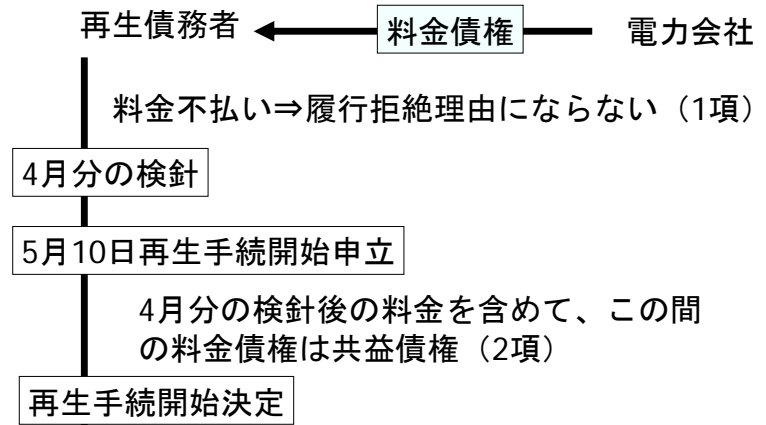 再生債務者 料金債権 電力会社
料金不払い⇒履行拒絶理由にならない（1項）
4月分の検針
5月10日再生手続開始申立
4月分の検針後の料金を含めて、この間
の料金債権は共益債権（2項）
再生手続開始決定